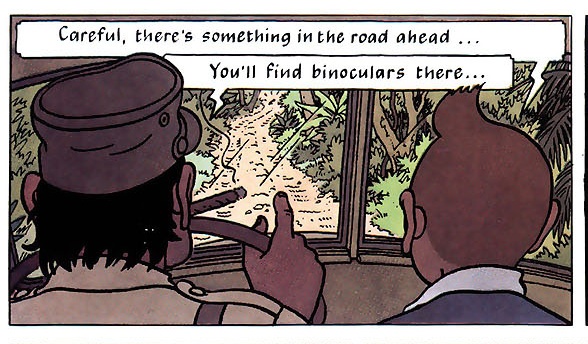 Careful, there's something in the road ahead ...
You'll find binoculars there...